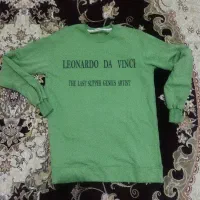 LEONARDO DA VINCI
THE LAST SUPPER GENIUS ARTIST